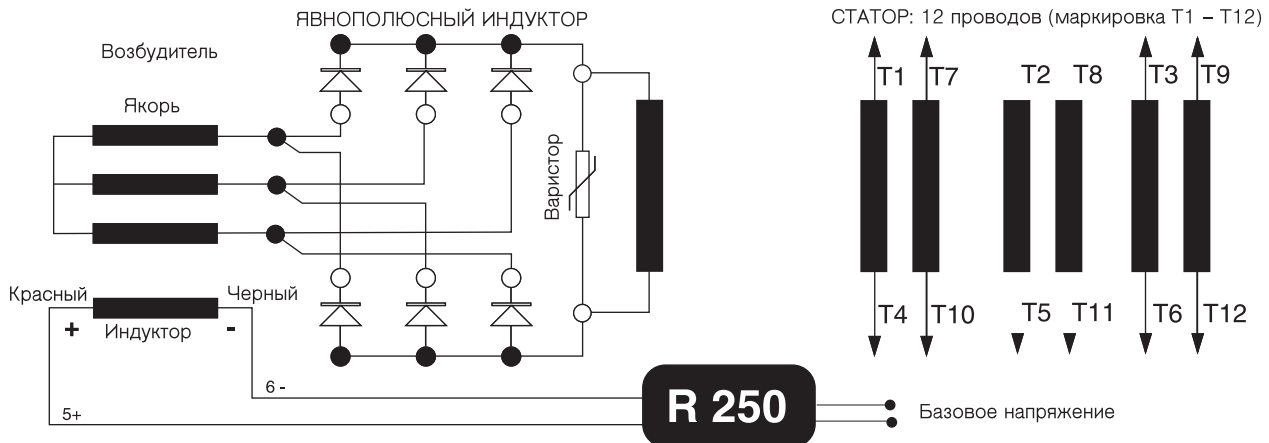 ЯВНОПОЛЮСНЫЙ ИНДУКТОР
СТАТОР: 12 проводов (маркировка T1 – T12)
Возбудитель
Якорь
Варистор
T1 T7 T2 T8 T3 T9
T4 T10 T5 T11 T6 T12
Красный
Черный
+ Индуктор -
6 -
5+
R 250
Базовое напряжение